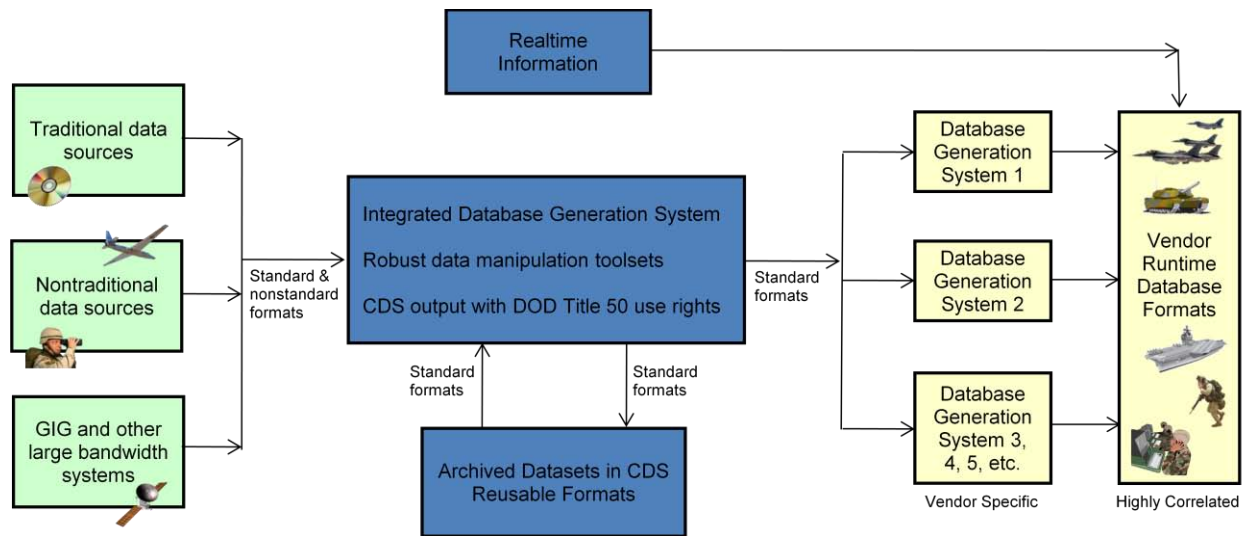 Realtime
Information
Traditional data
sources
Nontraditional
data sources
GIG and other
large bandwidth
systems
Standard &
nonstandard
formats
Integrated Database Generation System
Robust data manipulation toolsets
CDS output with DOD Title 50 use rights
Standard
formats
Standard
formats
Archived Datasets in CDS
Reusable Formats
Standard
formats
Database
Generation
System 1
Database
Generation
System 2
Database
Generation
System 3,
4, 5, etc.
Vendor Specific
Vendor
Runtime
Database
Formats
Highly Correlated